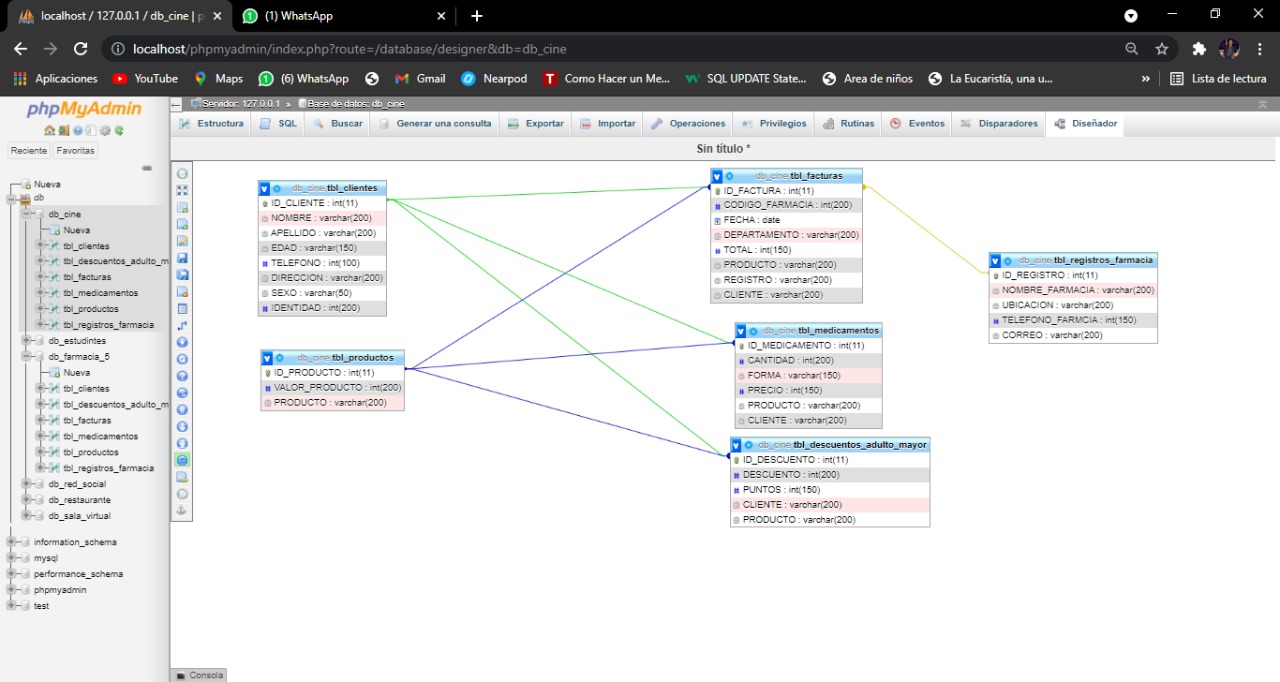 localhost / 127.0.0.1 / db_cine | p
(1) WhatsApp
localhost/phpmyadmin/index.php?route=/database/designer&db=db_cine
Aplicaciones
YouTube
Maps
(6) WhatsApp
Gmail
Nearpod
Como Hacer un Me...
SQL UPDATE State...
Area de niños
La Eucaristía, una u...
»
Lista de lectura
phpMyAdmin
Servidor: 127.0.0.1 » Base de datos: db_cine
Estructura
SQL
Buscar
Generar una consulta
Exportar
Importar
Operaciones
Privilegios
Rutinas
Eventos
Disparadores
Diseñador
Reciente
Favoritas
Sin título *
Nueva
db
db_cine
Nueva
tbl_clientes
tbl_descuentos_adulto_m
tbl_facturas
tbl_medicamentos
tbl_productos
tbl_registros_farmacia
db_estudintes
db_farmacia_5
Nueva
tbl_clientes
tbl_descuentos_adulto_m
tbl_facturas
tbl_medicamentos
tbl_productos
tbl_registros_farmacia
db_red_social
db_restaurante
db_sala_virtual
information_schema
mysql
performance_schema
phpmyadmin
test
db_cine tbl_clientes
ID_CLIENTE : int(11)
NOMBRE : varchar(200)
APELLIDO : varchar(200)
EDAD : varchar(150)
TELEFONO : int(100)
DIRECCION : varchar(200)
SEXO : varchar(50)
IDENTIDAD : int(200)
db_cine tbl_productos
ID_PRODUCTO : int(11)
VALOR_PRODUCTO : int(200)
PRODUCTO : varchar(200)
db_cine tbl_facturas
ID_FACTURA : int(11)
CODIGO_FARMACIA : int(200)
FECHA : date
DEPARTAMENTO : varchar(200)
TOTAL : int(150)
PRODUCTO : varchar(200)
REGISTRO : varchar(200)
CLIENTE : varchar(200)
db_cine tbl_medicamentos
ID_MEDICAMENTO : int(11)
CANTIDAD : int(200)
FORMA : varchar(150)
PRECIO : int(150)
PRODUCTO : varchar(200)
CLIENTE : varchar(200)
db_cine tbl_descuentos_adulto_mayor
ID_DESCUENTO : int(11)
DESCUENTO : int(200)
PUNTOS : int(150)
CLIENTE : varchar(200)
PRODUCTO : varchar(200)
db_cine tbl_registros_farmacia
ID_REGISTRO : int(11)
NOMBRE_FARMACIA : varchar(200)
UBICACION : varchar(200)
TELEFONO_FARMCIA : int(150)
CORREO : varchar(200)
Consola